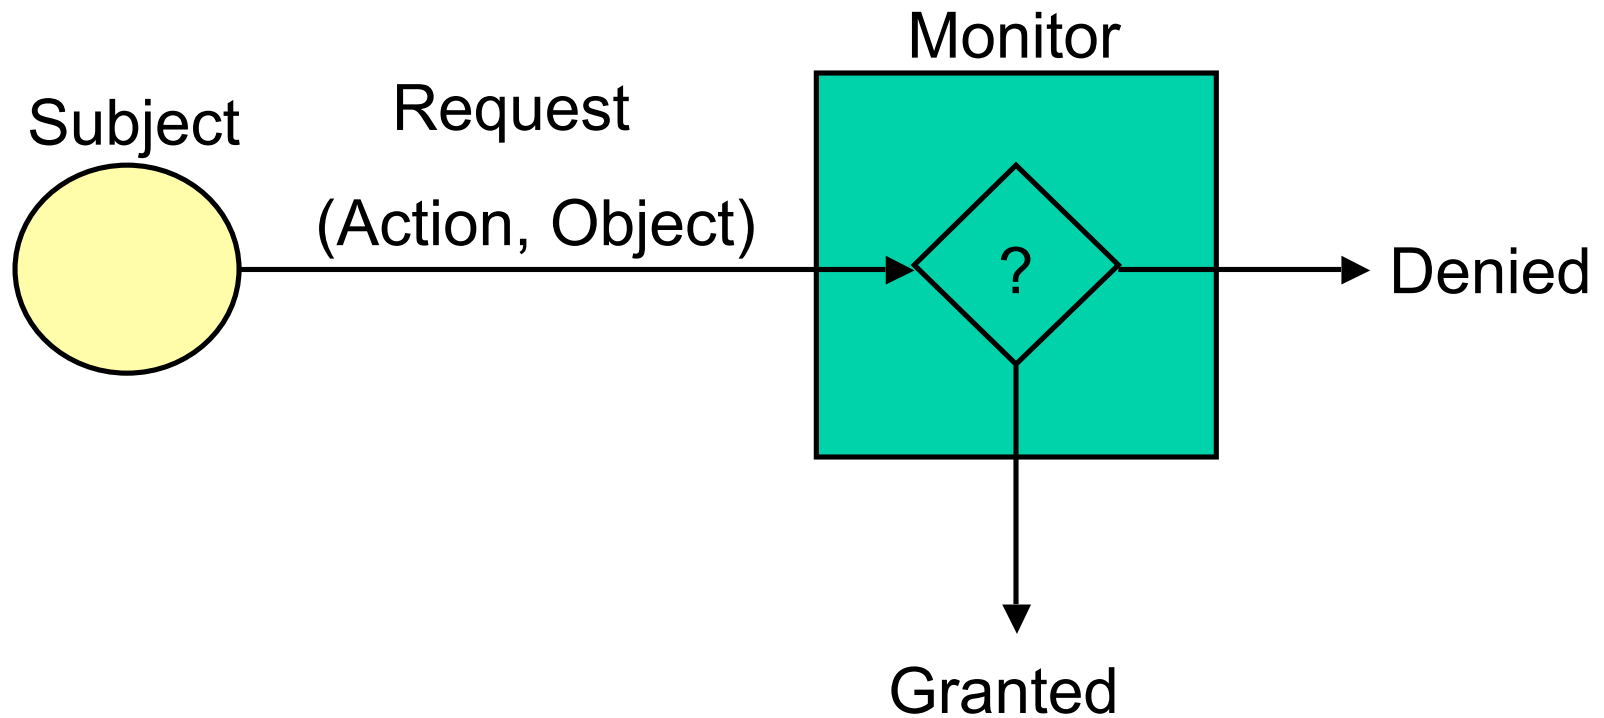 Monitor
Subject
Request
(Action, Object)
?
Denied
Granted